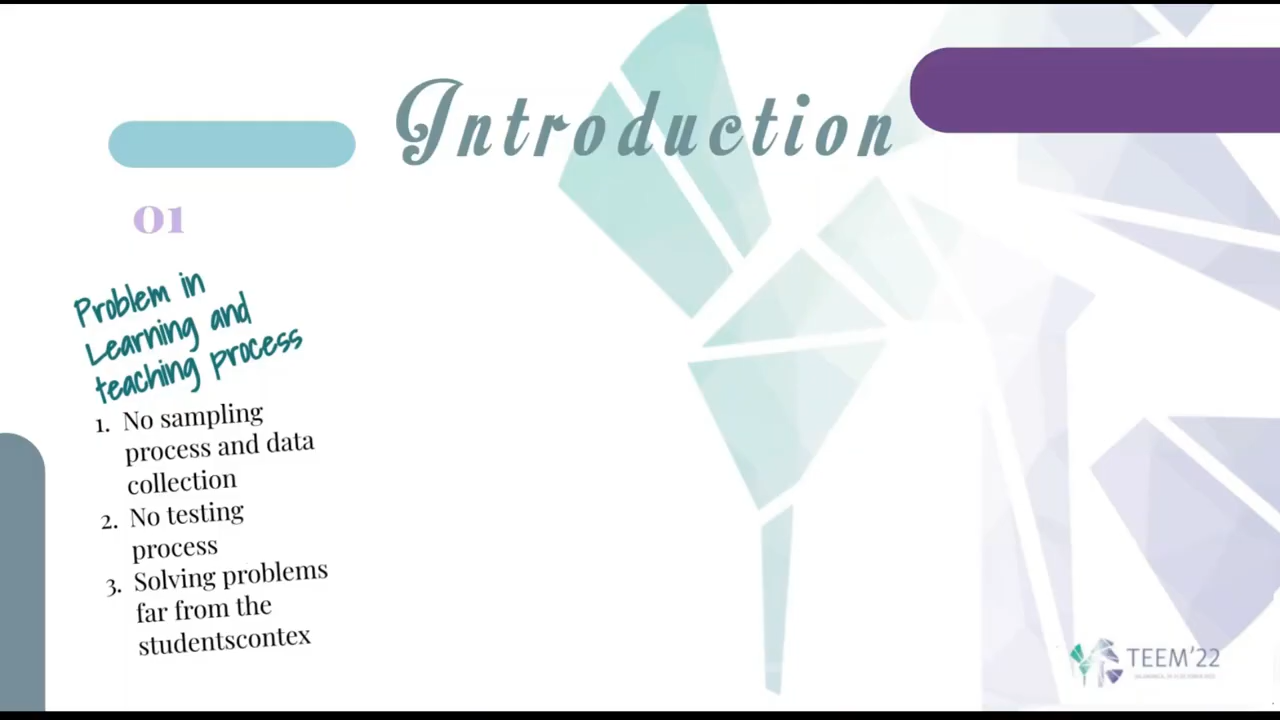 Introduction
01
Problem in
Learning and
teaching process
1. No sampling
process and data
collection
2. No testing
process
3. Solving problems
far from the
studentscontex
TEEM'22